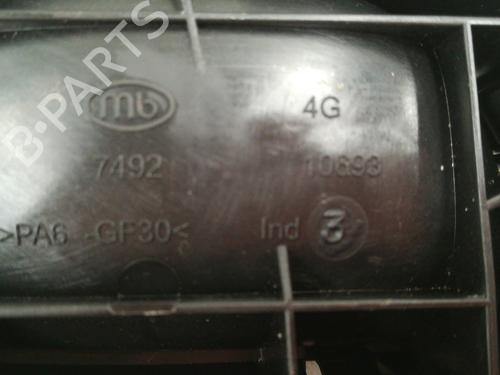 B-PARTS
mb
4G
7492
10693
>PA6 -GF30<
Ind 3